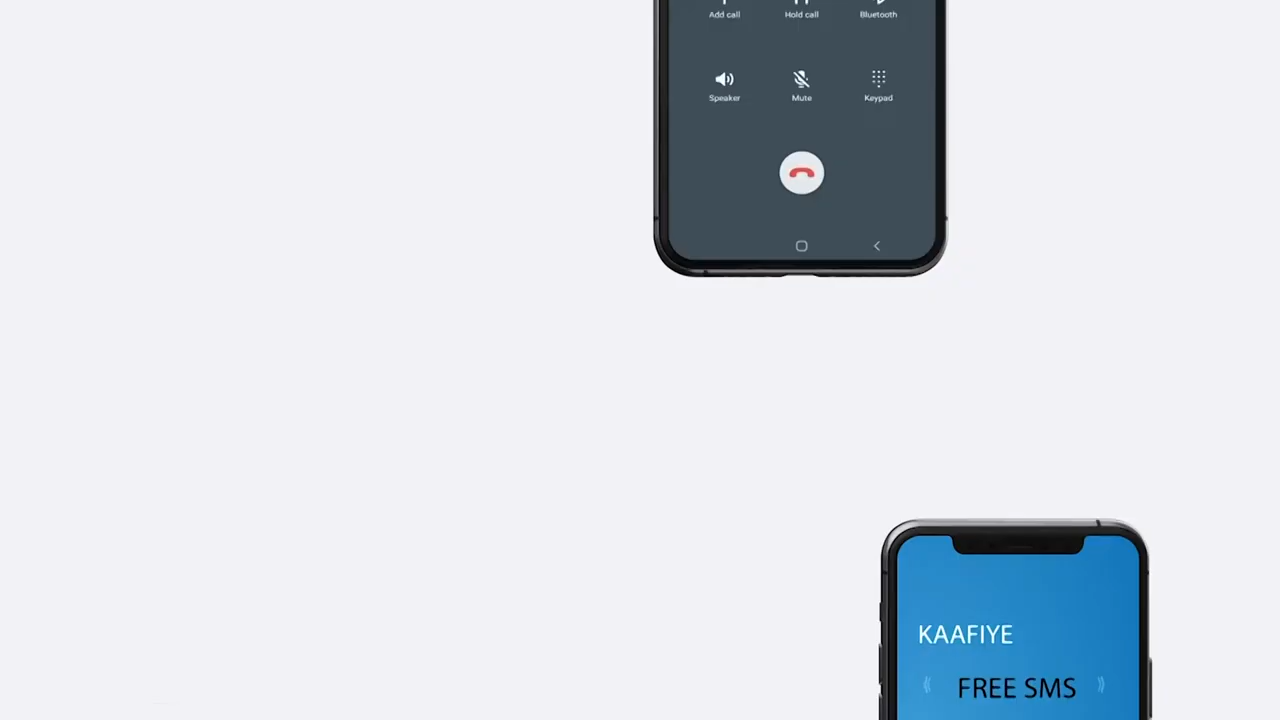 Add call Hold call Bluetooth
Speaker Mute Keypad
KAAFIYE
FREE SMS